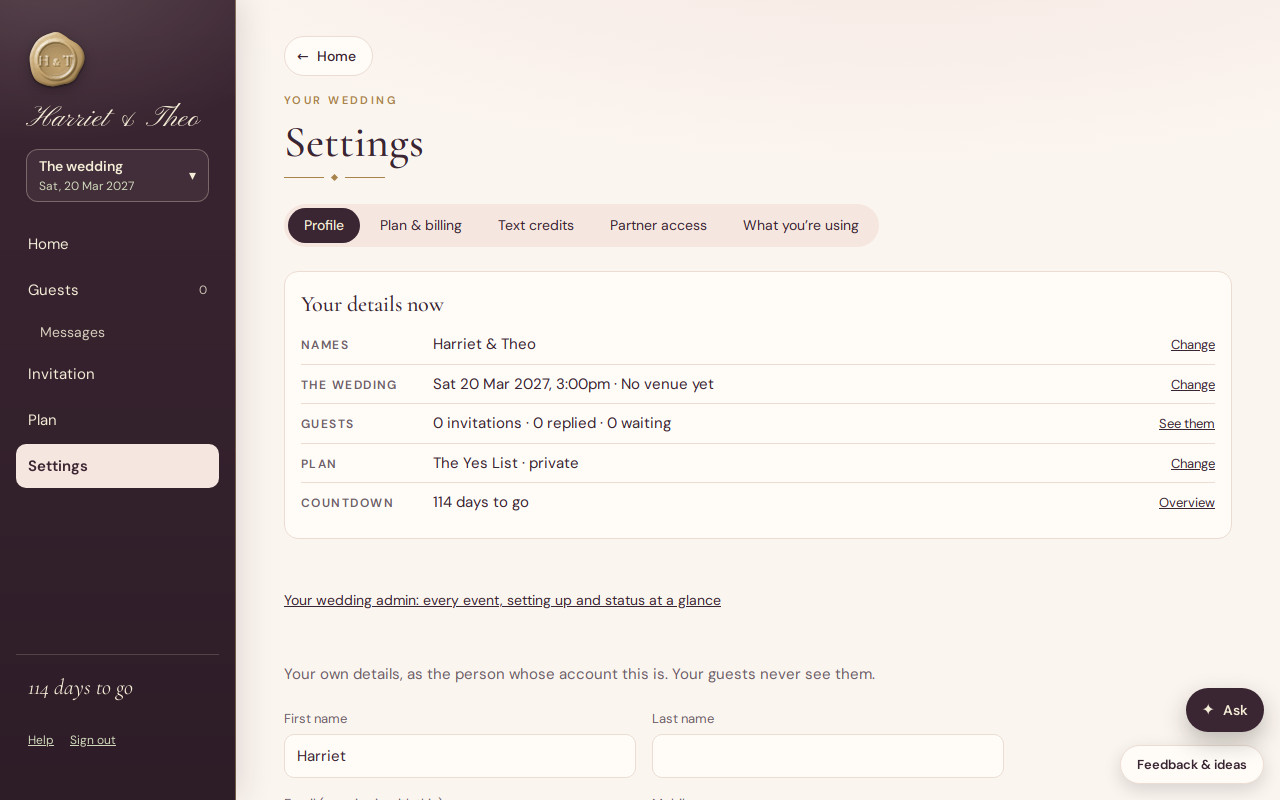 H & T
Harriet & Theo
The wedding
Sat, 20 Mar 2027
▾
Home
Guests 0
Messages
Invitation
Plan
Settings
114 days to go
Help Sign out
← Home
YOUR WEDDING
Settings
Profile Plan & billing Text credits Partner access What you’re using
Your details now
NAMES Harriet & Theo Change
THE WEDDING Sat 20 Mar 2027, 3:00pm · No venue yet Change
GUESTS 0 invitations · 0 replied · 0 waiting See them
PLAN The Yes List · private Change
COUNTDOWN 114 days to go Overview
Your wedding admin: every event, setting up and status at a glance
Your own details, as the person whose account this is. Your guests never see them.
First name Last name
Harriet
✦ Ask
Feedback & ideas